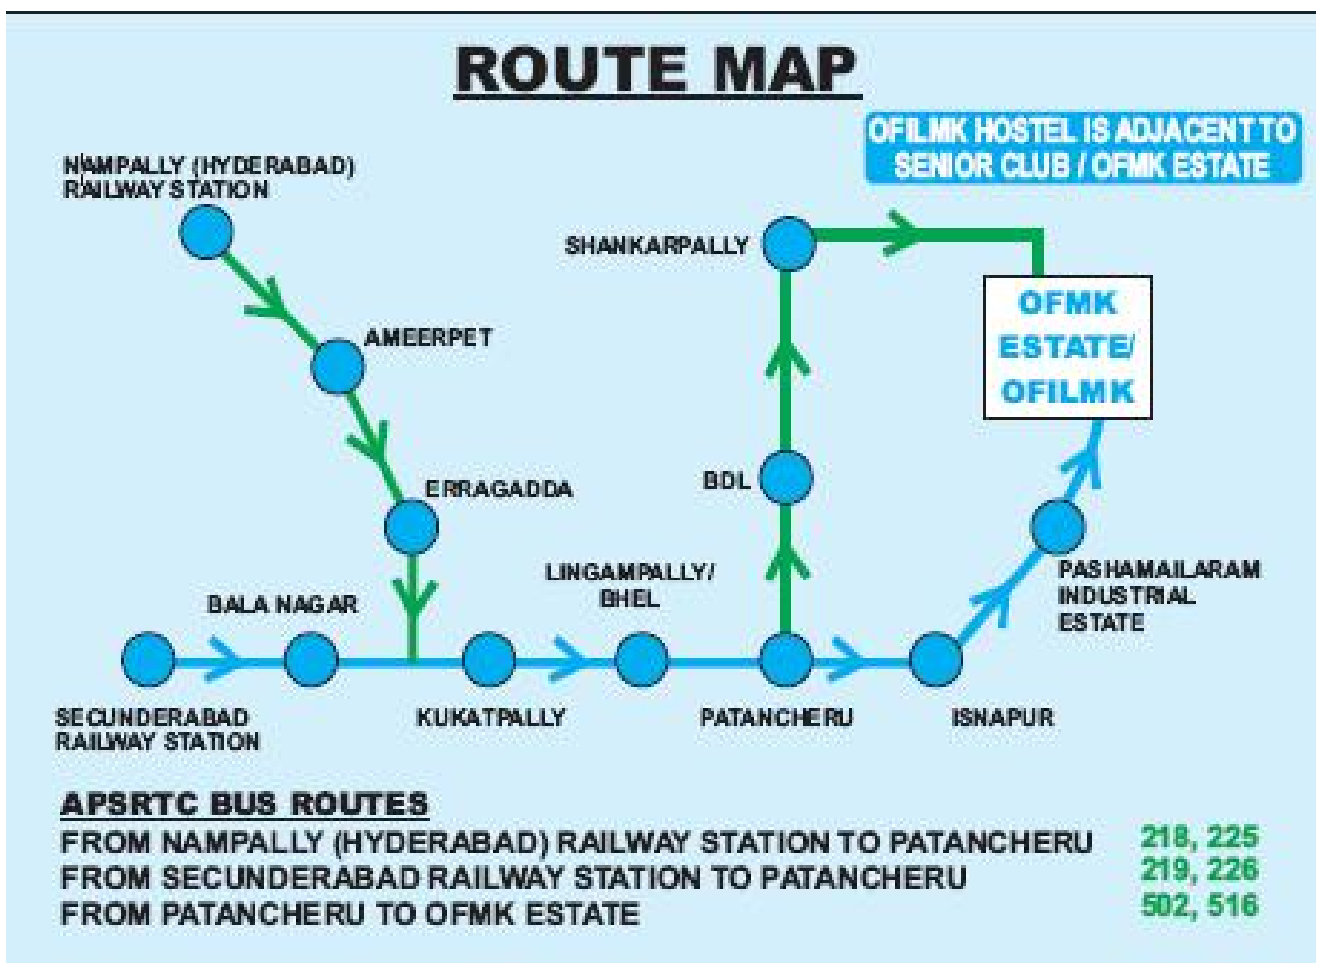 ROUTE MAP
OFILMK HOSTEL IS ADJACENT TO
SENIOR CLUB / OFMK ESTATE
NAMPALLY (HYDERABAD)
RAILWAY STATION
SHANKARPALLY
OFMK
ESTATE/
OFILMK
AMEERPET
ERRAGADDA
BDL
LINGAMPALLY/
BHEL
PASHAMAILARAM
INDUSTRIAL
ESTATE
BALA NAGAR
SECUNDERABAD
RAILWAY STATION
KUKATPALLY
PATANCHERU
ISNAPUR
APSRTC BUS ROUTES
FROM NAMPALLY (HYDERABAD) RAILWAY STATION TO PATANCHERU 218, 225
FROM SECUNDERABAD RAILWAY STATION TO PATANCHERU 219, 226
FROM PATANCHERU TO OFMK ESTATE 502, 516